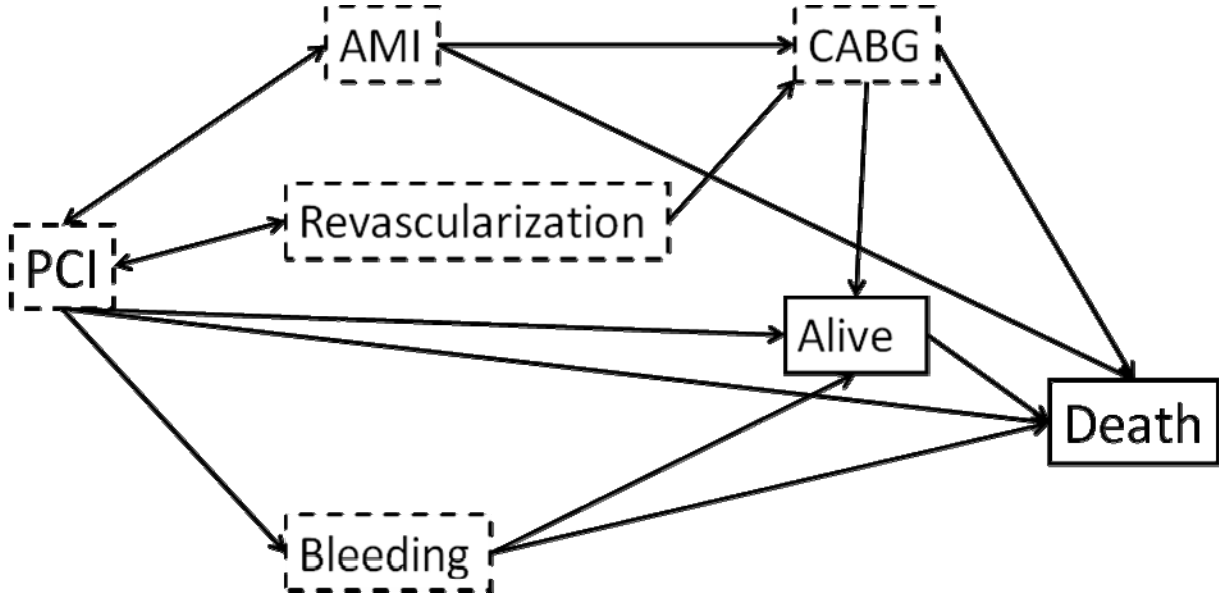 AMI
CABG
Revascularization
PCI
Alive
Death
Bleeding